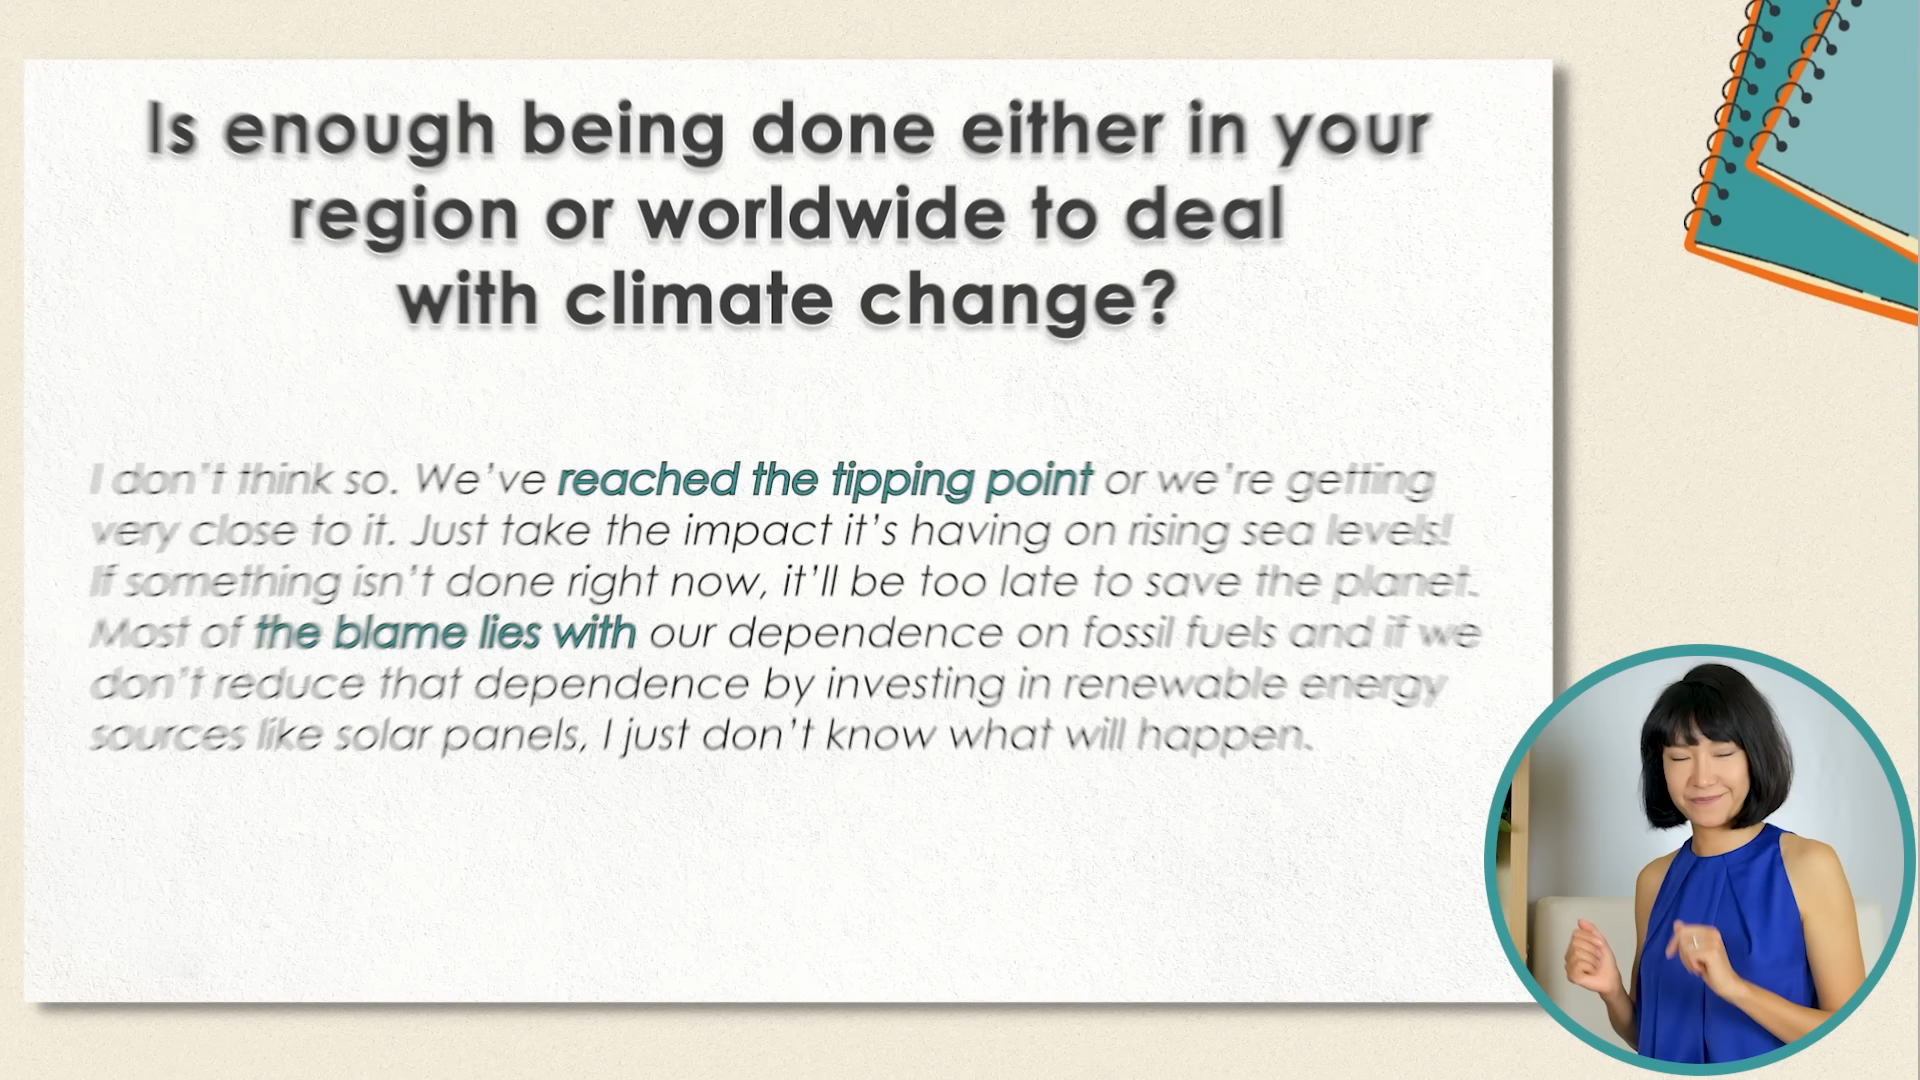 Is enough being done either in your
region or worldwide to deal
with climate change?
I don't think so. We've reached the tipping point or we're getting
very close to it. Just take the impact it's having on rising sea levels!
If something isn't done right now, it'll be too late to save the planet.
Most of the blame lies with our dependence on fossil fuels and if we
don't reduce that dependence by investing in renewable energy
sources like solar panels, I just don't know what will happen.